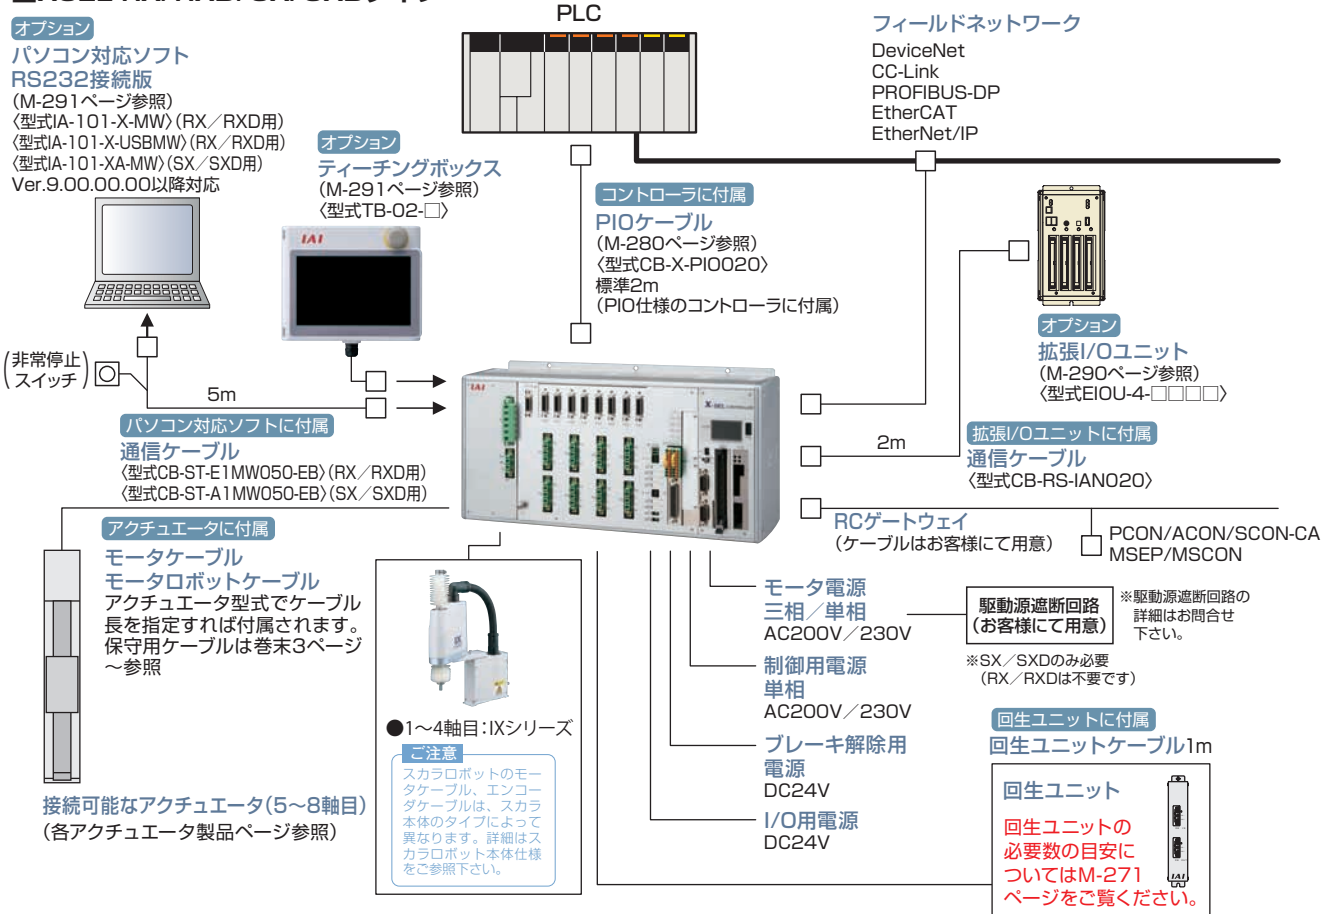 オプション
パソコン対応ソフト
RS232接続版
(M-291ページ参照)
〈型式IA-101-X-MW〉(RX／RXD用)
〈型式IA-101-X-USBMW〉(RX／RXD用)
〈型式IA-101-XA-MW〉(SX／SXD用)
Ver.9.00.00.00以降対応
オプション
ティーチングボックス
(M-291ページ参照)
〈型式TB-02-□〉
IAI
PLC
フィールドネットワーク
DeviceNet
CC-Link
PROFIBUS-DP
EtherCAT
EtherNet/IP
コントローラに付属
PIOケーブル
(M-280ページ参照)
〈型式CB-X-PIO020〉
標準2m
(PIO仕様のコントローラに付属)
オプション
拡張I/Oユニット
(M-290ページ参照)
〈型式EIOU-4-□□□□〉
(非常停止
スイッチ)
5m
パソコン対応ソフトに付属
通信ケーブル
〈型式CB-ST-E1MW050-EB〉(RX／RXD用)
〈型式CB-ST-A1MW050-EB〉(SX／SXD用)
IAI
2m
拡張I/Oユニットに付属
通信ケーブル
〈型式CB-RS-IAN020〉
RCゲートウェイ
(ケーブルはお客様にて用意)
PCON/ACON/SCON-CA
MSEP/MSCON
アクチュエータに付属
モータケーブル
モータロボットケーブル
アクチュエータ型式でケーブル
長を指定すれば付属されます。
保守用ケーブルは巻末3ページ
～参照
接続可能なアクチュエータ(5～8軸目)
(各アクチュエータ製品ページ参照)
●1～4軸目:IXシリーズ
ご注意
スカラロボットのモー
タケーブル、エンコー
ダケーブルは、スカラ
本体のタイプによって
異なります。詳細はス
カラロボット本体仕様
をご参照下さい。
モータ電源
三相／単相
AC200V／230V
制御用電源
単相
AC200V／230V
ブレーキ解除用
電源
DC24V
I/O用電源
DC24V
駆動源遮断回路
(お客様にて用意)
※駆動源遮断回路の
詳細はお問合せ
下さい。
※SX／SXDのみ必要
(RX／RXDは不要です)
回生ユニットに付属
回生ユニットケーブル1m
回生ユニット
回生ユニットの
必要数の目安に
ついてはM-271
ページをご覧ください。
IAI